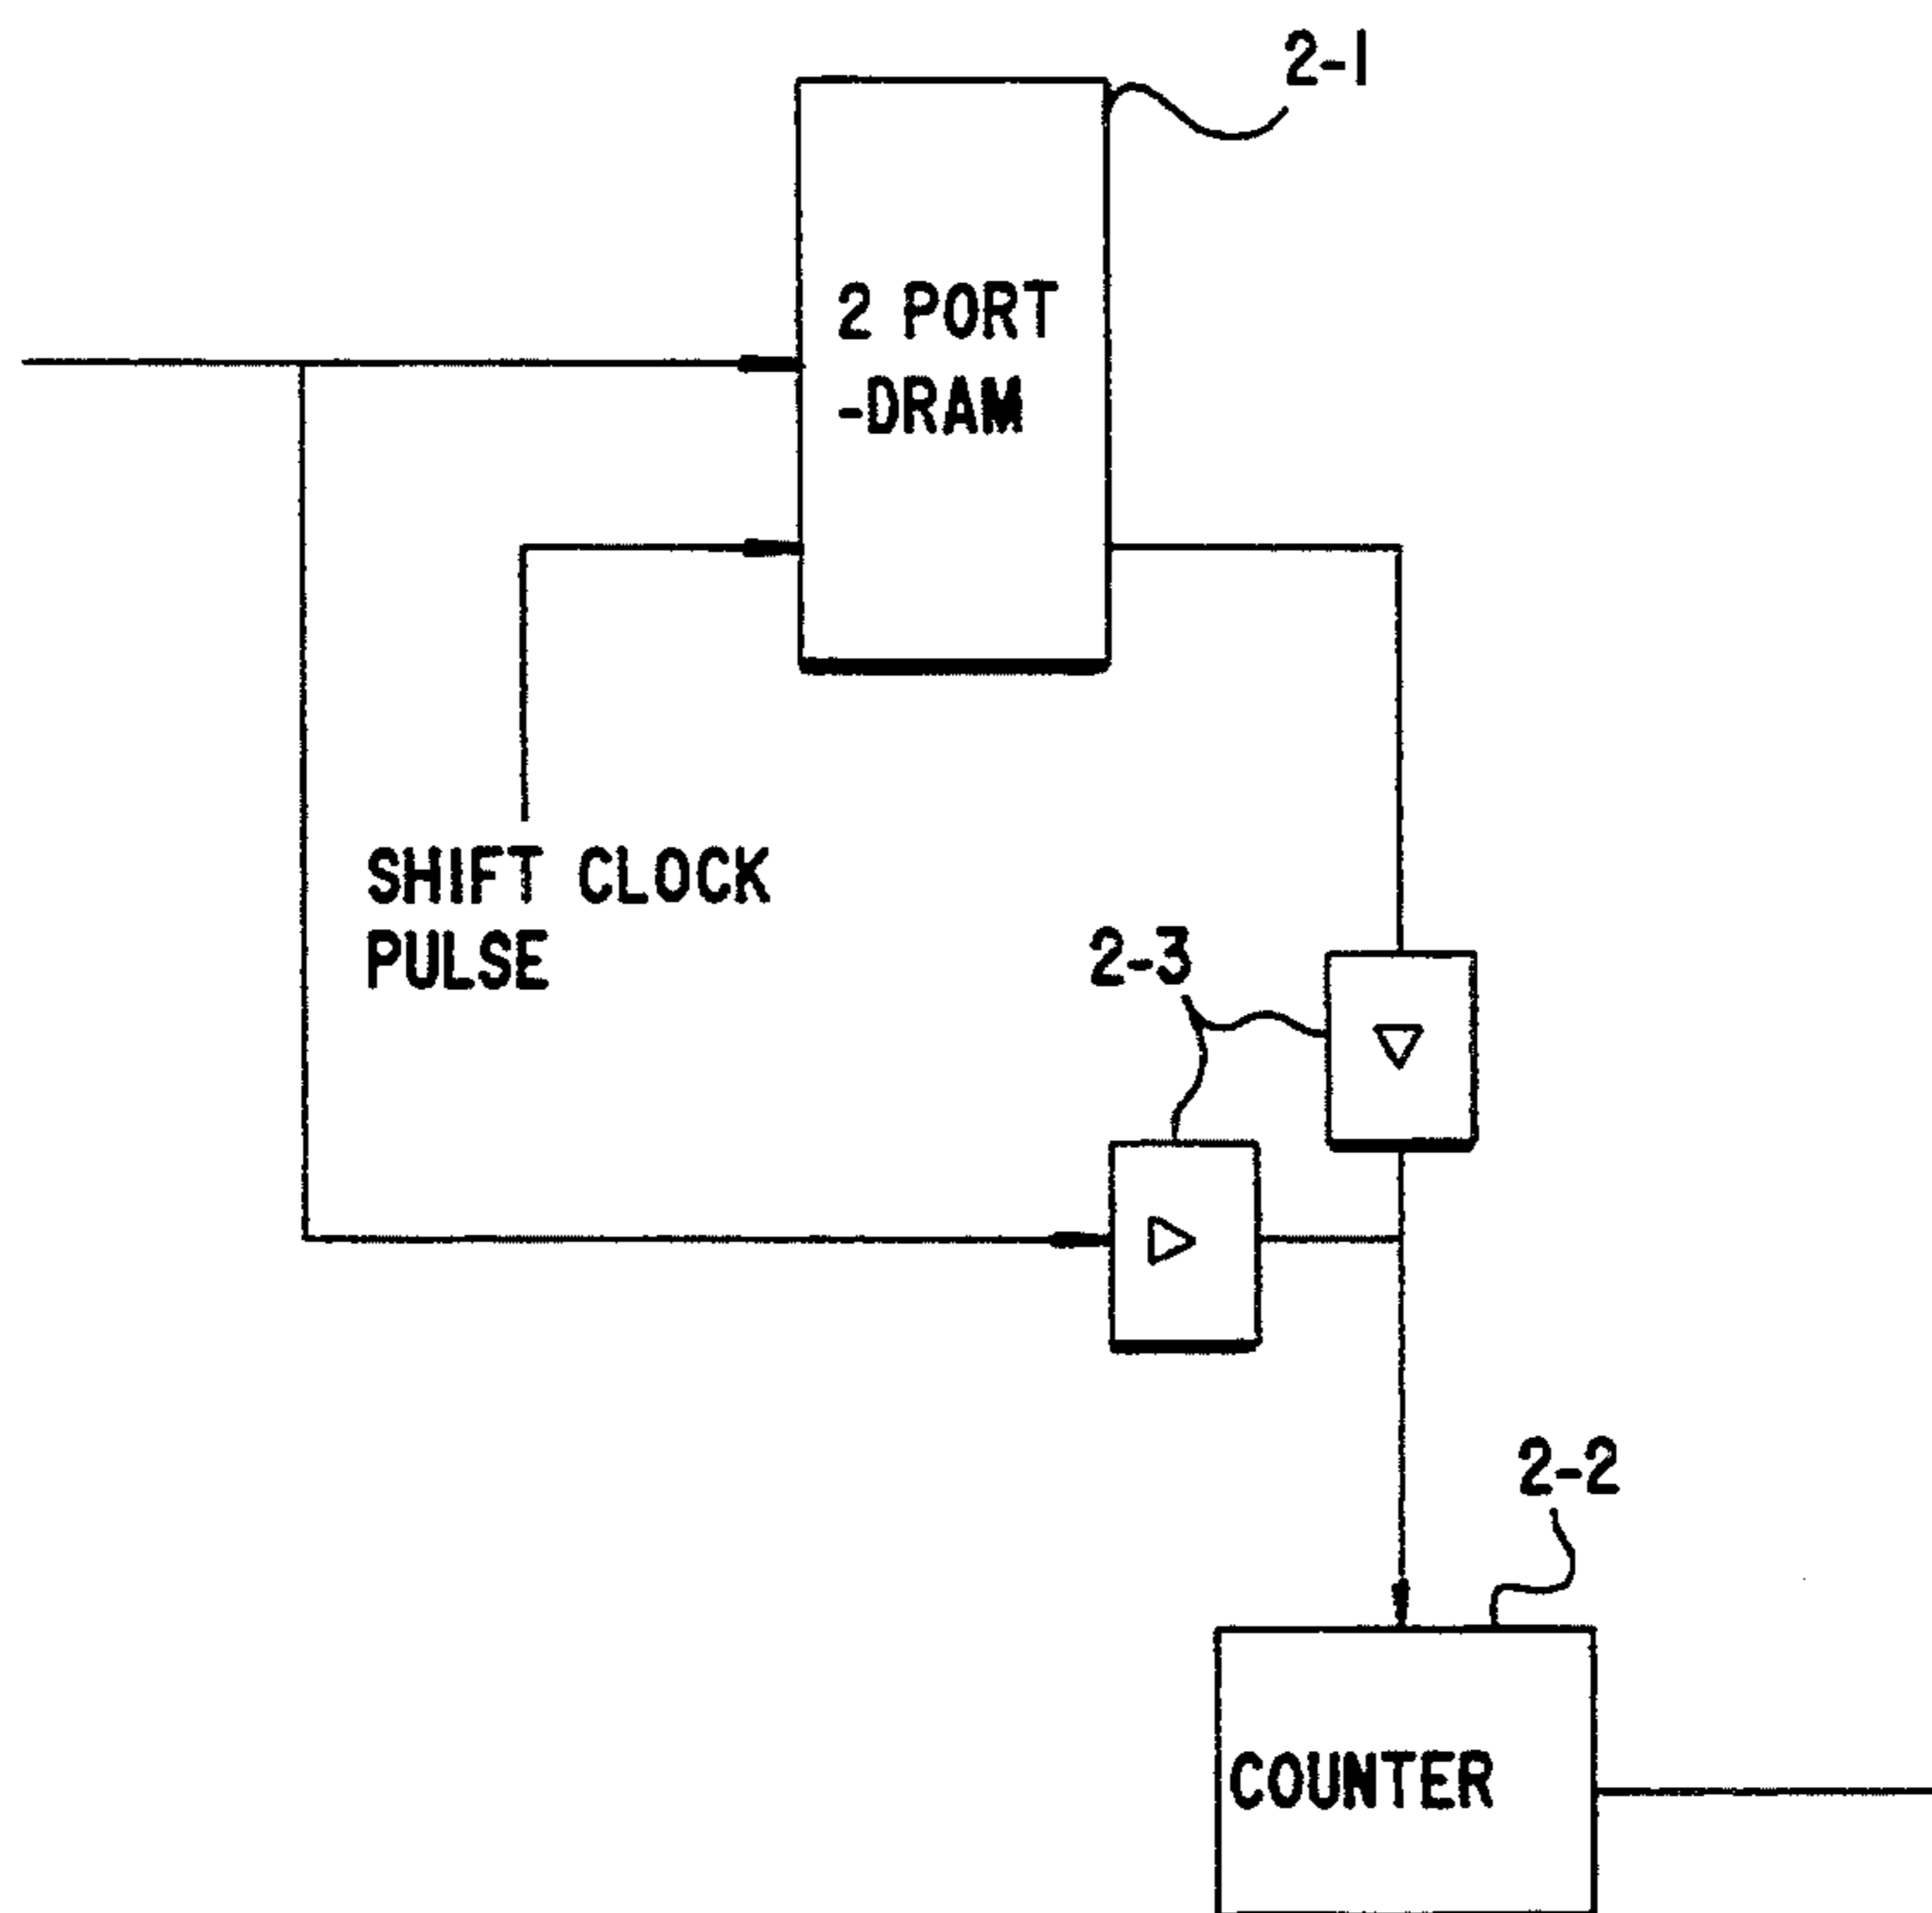 2-1
2 PORT
-DRAM
SHIFT CLOCK
PULSE
2-3
2-2
COUNTER